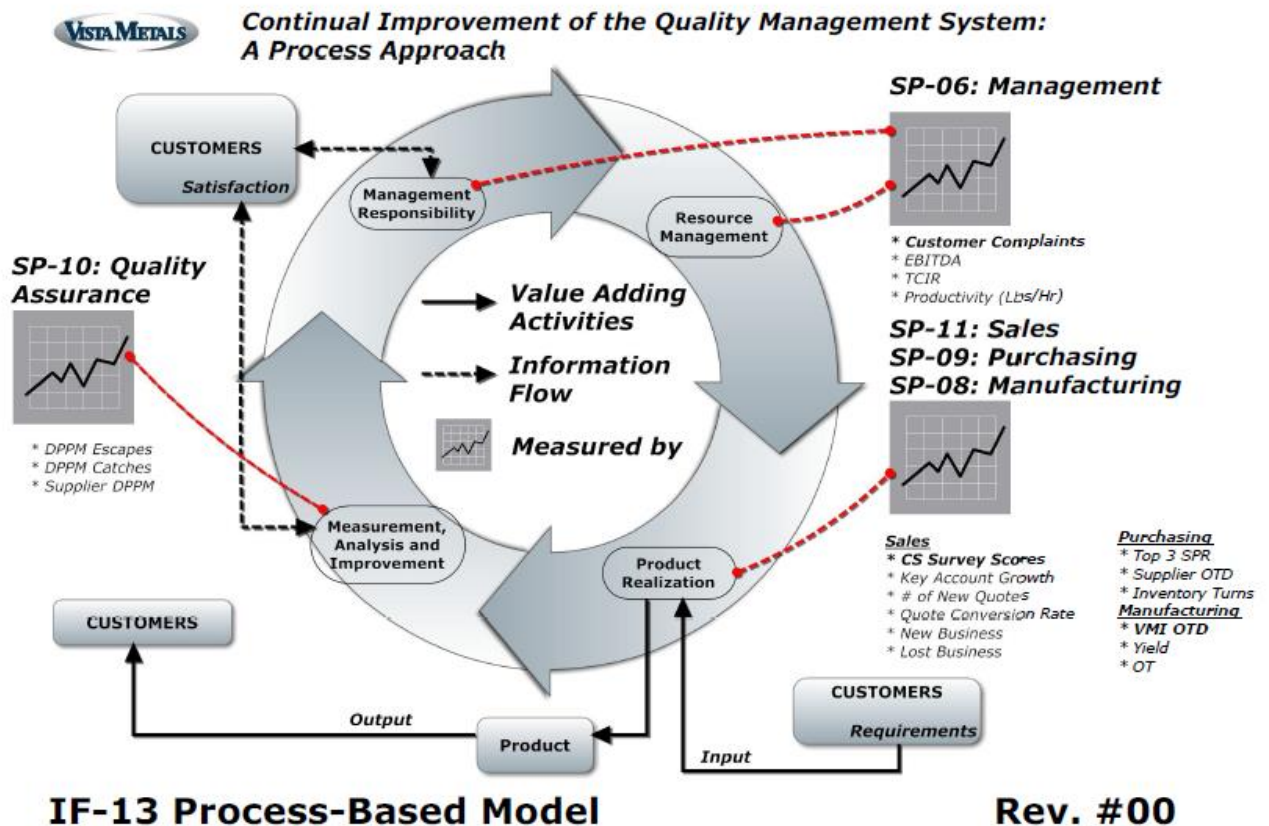 VISTA METALS
Continual Improvement of the Quality Management System:
A Process Approach
SP-06: Management
CUSTOMERS
Satisfaction
Management
Responsibility
Resource
Management
* Customer Complaints
* EBITDA
* TCIR
* Productivity (Lbs/Hr)
SP-10: Quality
Assurance
Value Adding
Activities
Information
Flow
Measured by
SP-11: Sales
SP-09: Purchasing
SP-08: Manufacturing
* DPPM Escapes
* DPPM Catches
* Supplier DPPM
Measurement,
Analysis and
Improvement
Product
Realization
Sales
* CS Survey Scores
* Key Account Growth
* # of New Quotes
* Quote Conversion Rate
* New Business
* Lost Business
Purchasing
* Top 3 SPR
* Supplier OTD
* Inventory Turns
Manufacturing
* VMI OTD
* Yield
* OT
CUSTOMERS
CUSTOMERS
Requirements
Output
Product
Input
IF-13 Process-Based Model
Rev. #00